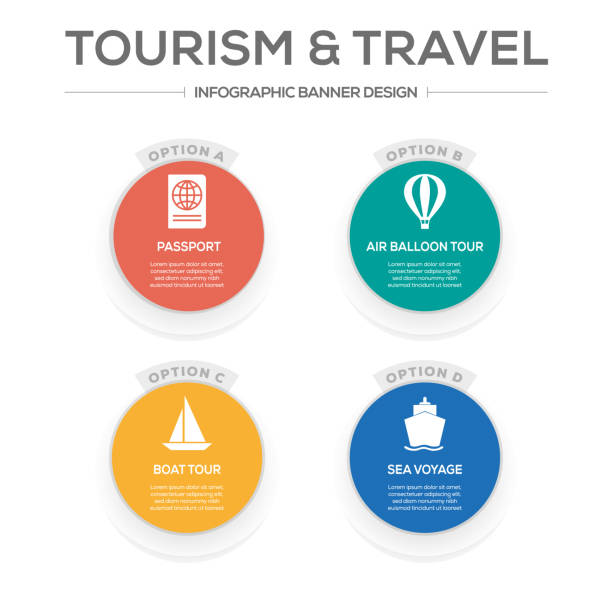 TOURISM & TRAVEL
INFOGRAPHIC BANNER DESIGN
OPTION A
PASSPORT
Lorem ipsum dolor sit amet,
consectetuer adipiscing elit,
sed diam nonummy nibh
euismod tincidunt ut laoreet
OPTION B
AIR BALLOON TOUR
Lorem ipsum dolor sit amet,
consectetuer adipiscing elit,
sed diam nonummy nibh
euismod tincidunt ut laoreet
OPTION C
BOAT TOUR
Lorem ipsum dolor sit amet,
consectetuer adipiscing elit,
sed diam nonummy nibh
euismod tincidunt ut laoreet
OPTION D
SEA VOYAGE
Lorem ipsum dolor sit amet,
consectetuer adipiscing elit,
sed diam nonummy nibh
euismod tincidunt ut laoreet